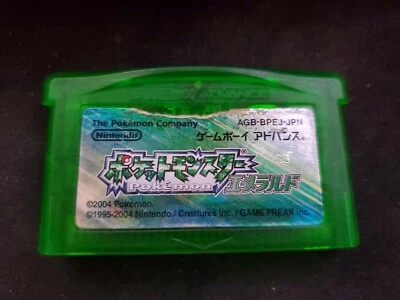 The Pokémon Company AGB-BPEJ-JPN
Nintendo ゲームボーイ アドバンス
ポケットモンスター
Pokémon エメラルド
©2004 Pokémon.
©1995-2004 Nintendo / Creatures Inc. / GAME FREAK Inc.